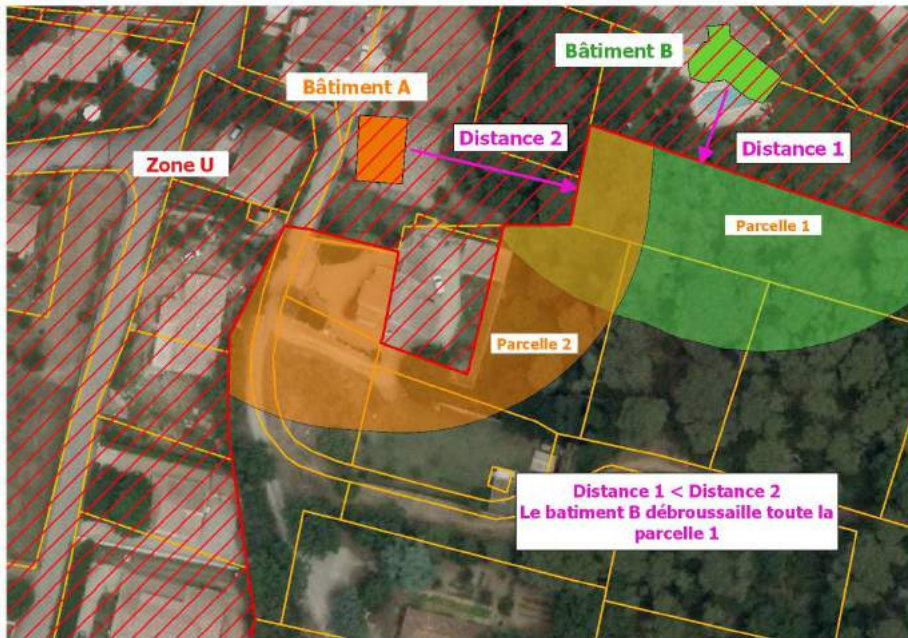 Bâtiment B
Bâtiment A
Distance 2
Distance 1
Zone U
Parcelle 1
Parcelle 2
Distance 1 < Distance 2
Le batiment B débroussaille toute la
parcelle 1